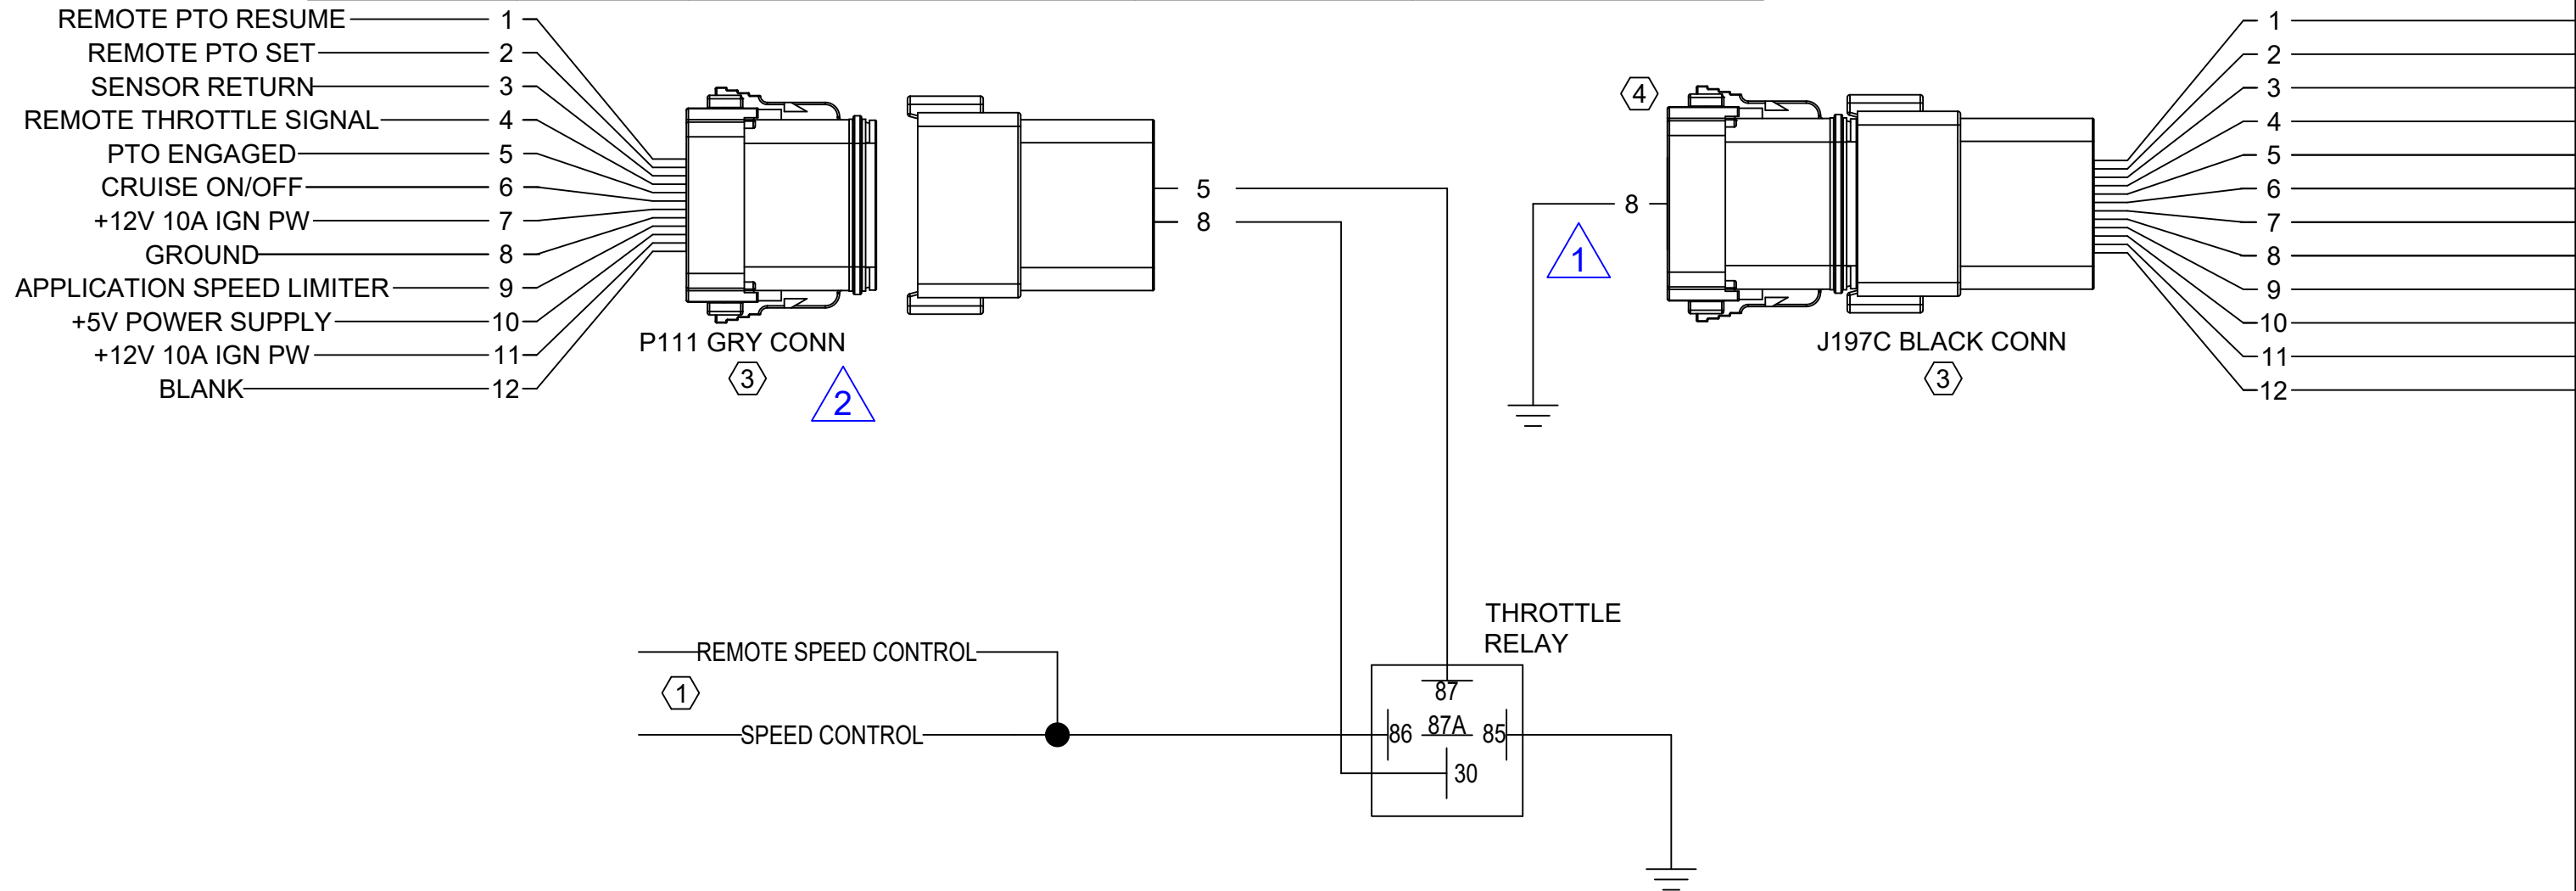 REMOTE PTO RESUME 1
REMOTE PTO SET 2
SENSOR RETURN 3
REMOTE THROTTLE SIGNAL 4
PTO ENGAGED 5
CRUISE ON/OFF 6
+12V 10A IGN PW 7
GROUND 8
APPLICATION SPEED LIMITER 9
+5V POWER SUPPLY 10
+12V 10A IGN PW 11
BLANK 12
P111 GRY CONN
3
2
5
8
4
8
1
J197C BLACK CONN
3
1
2
3
4
5
6
7
8
9
10
11
12
REMOTE SPEED CONTROL
1
SPEED CONTROL
THROTTLE
RELAY
87
86 87A 85
30